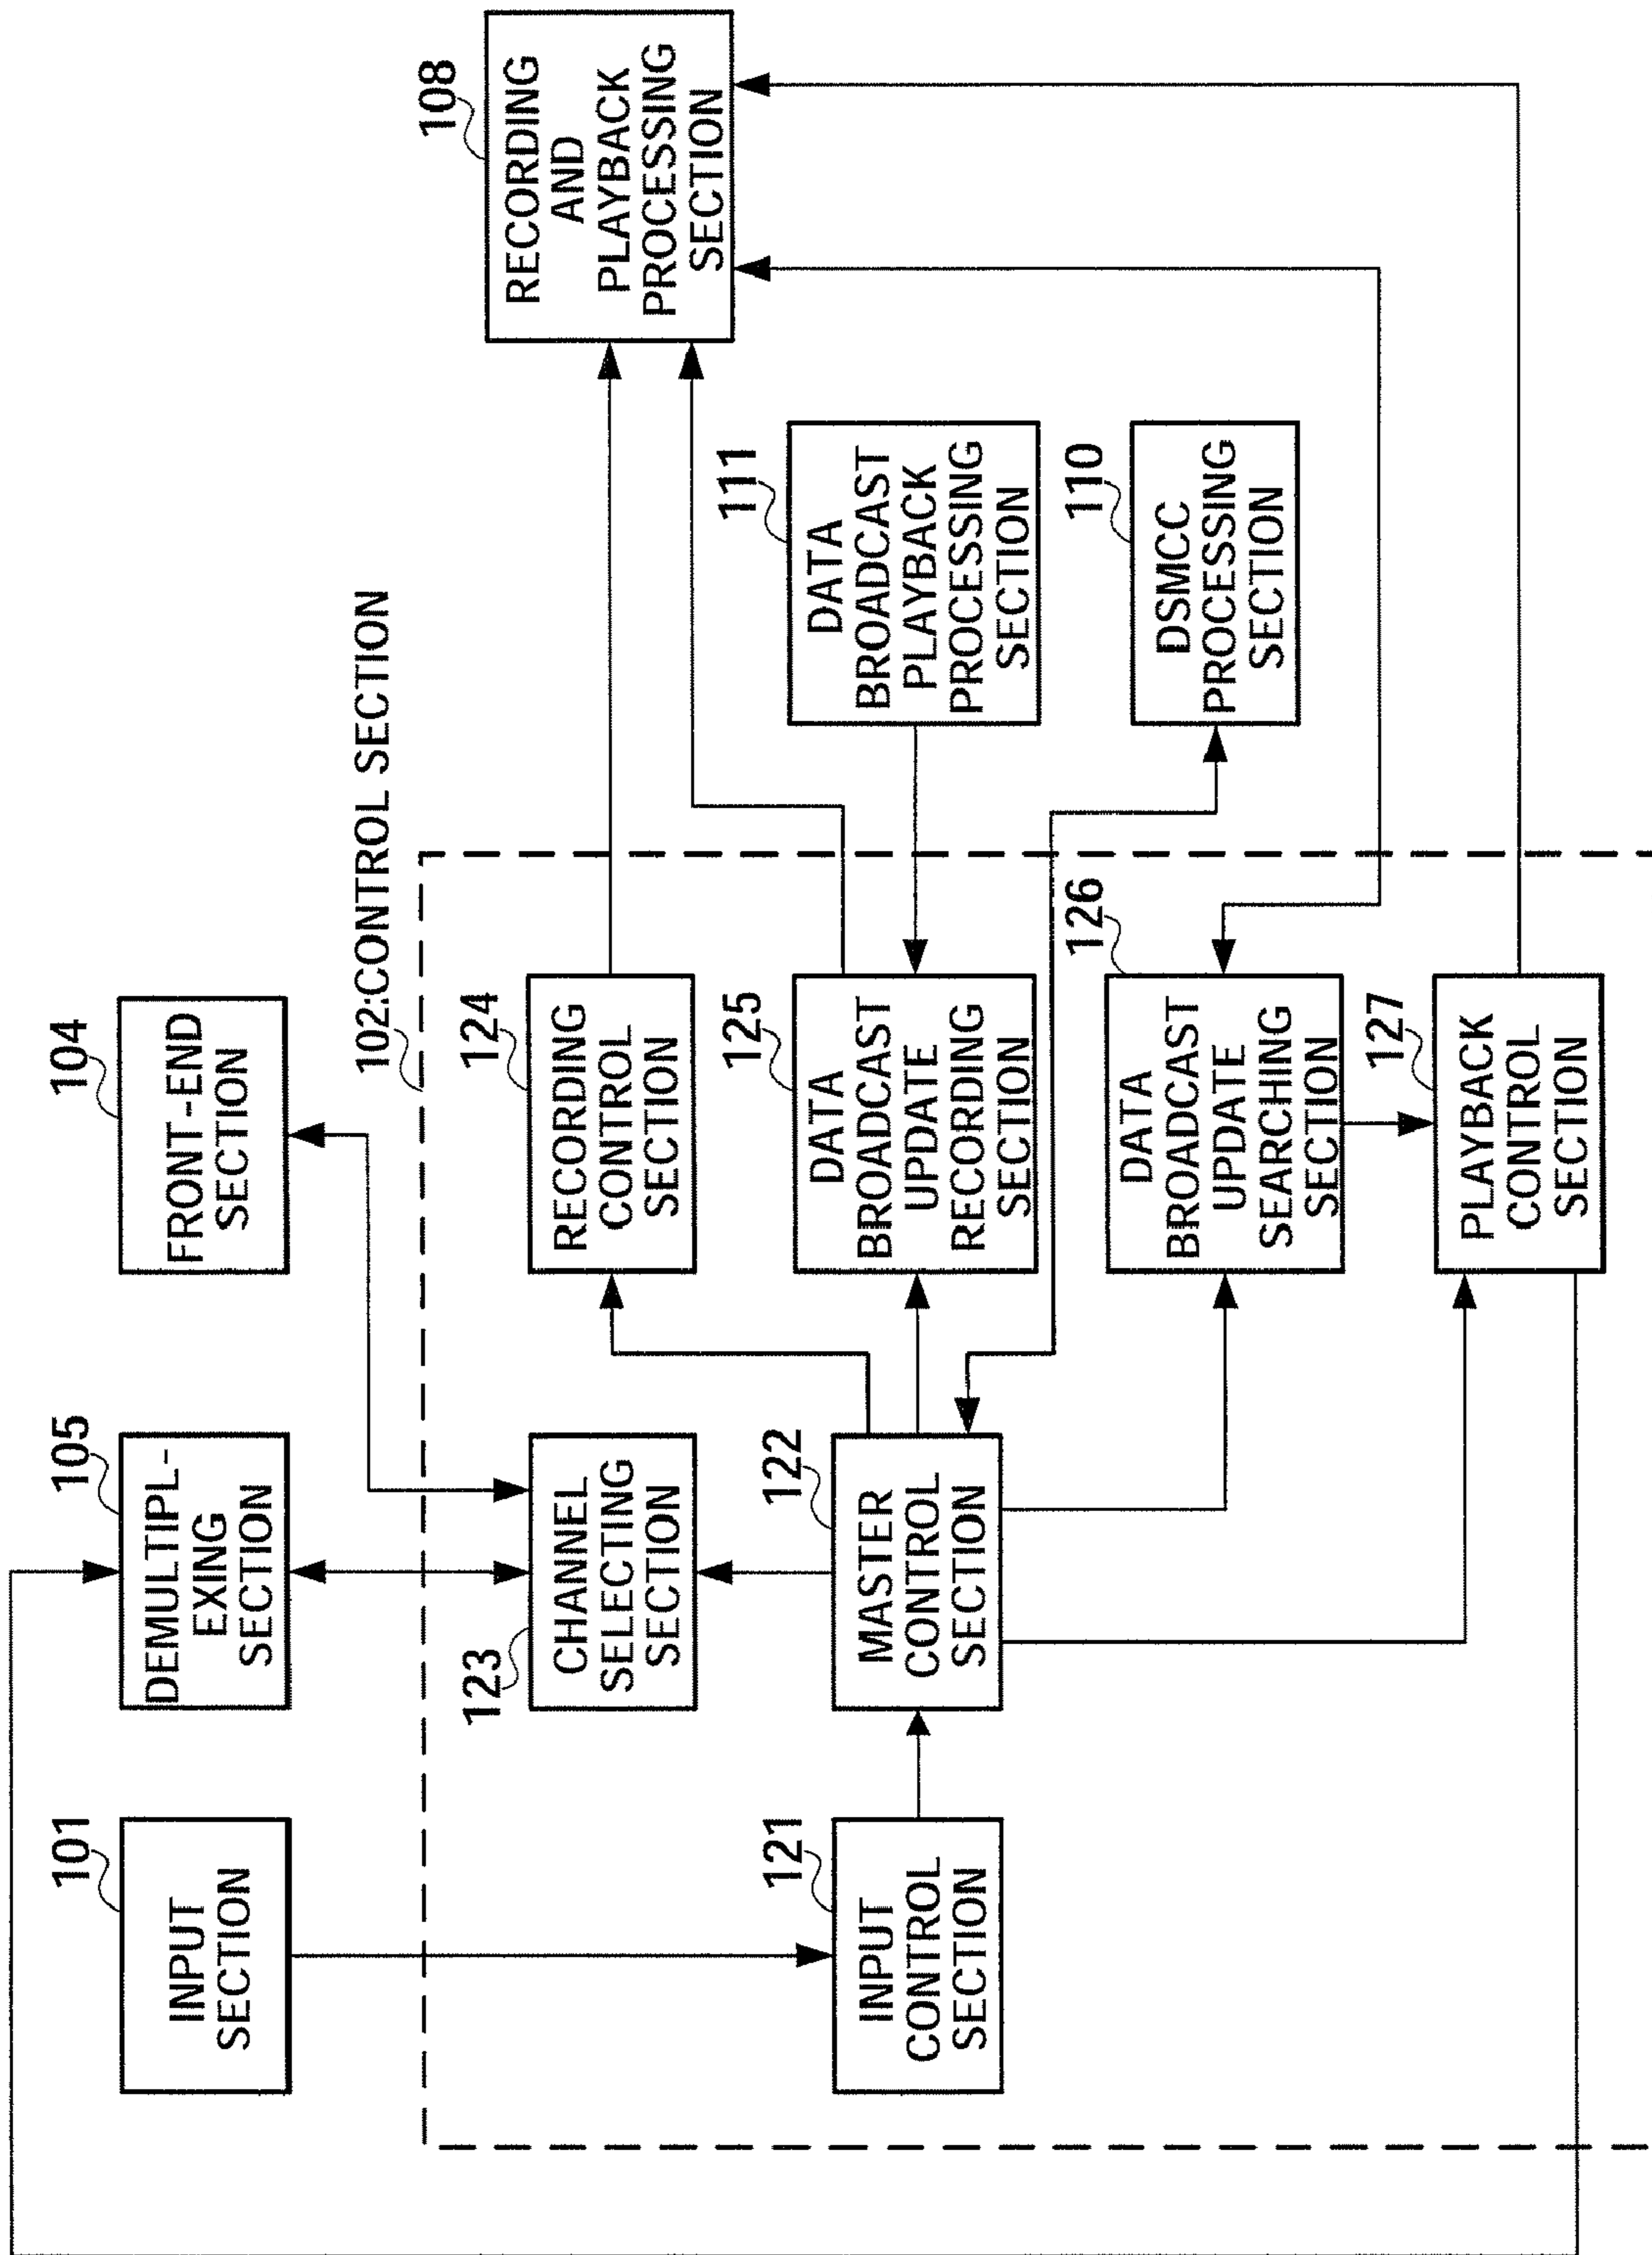 101
INPUT
SECTION
105
DEMULTIPL-
EXING
SECTION
104
FRONT-END
SECTION
102:CONTROL SECTION
123
CHANNEL
SELECTING
SECTION
124
RECORDING
CONTROL
SECTION
108
RECORDING
AND
PLAYBACK
PROCESSING
SECTION
121
INPUT
CONTROL
SECTION
122
MASTER
CONTROL
SECTION
125
DATA
BROADCAST
UPDATE
RECORDING
SECTION
111
DATA
BROADCAST
PLAYBACK
PROCESSING
SECTION
126
DATA
BROADCAST
UPDATE
SEARCHING
SECTION
110
DSMCC
PROCESSING
SECTION
127
PLAYBACK
CONTROL
SECTION